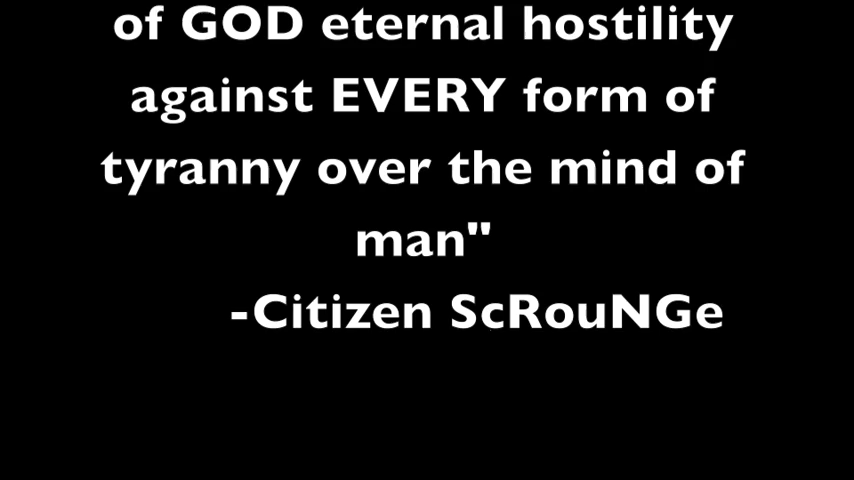 of GOD eternal hostility
against EVERY form of
tyranny over the mind of
man"
-Citizen ScRouNGe